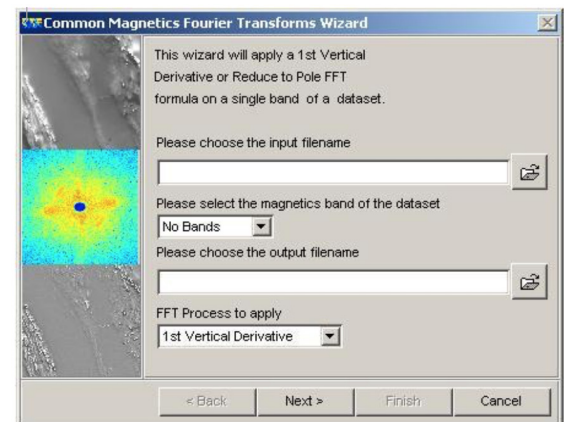 Common Magnetics Fourier Transforms Wizard
This wizard will apply a 1st Vertical
Derivative or Reduce to Pole FFT
formula on a single band of a dataset.
Please choose the input filename
Please select the magnetics band of the dataset
No Bands
Please choose the output filename
FFT Process to apply
1st Vertical Derivative
< Back Next > Finish Cancel